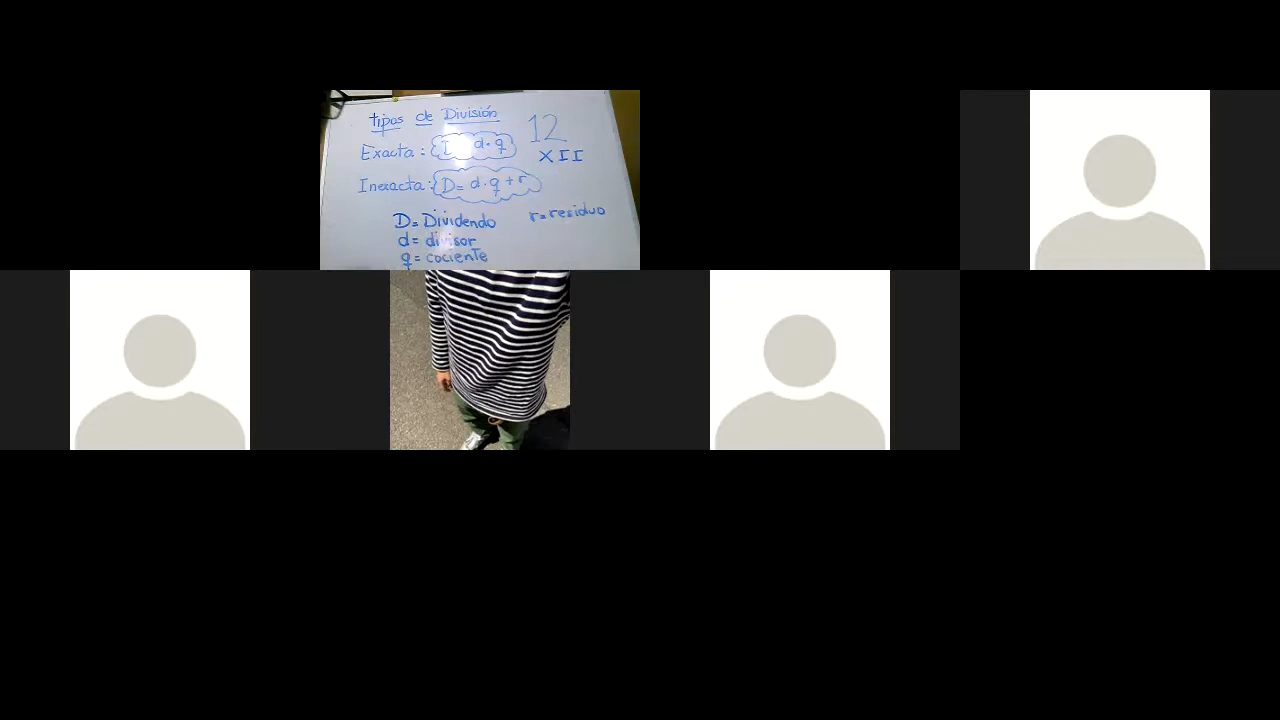 tipos de División
Exacta: d·q
12
XII
Inexacta: D= d·q+r
D= Dividendo
r= residuo
d= divisor
q= cociente